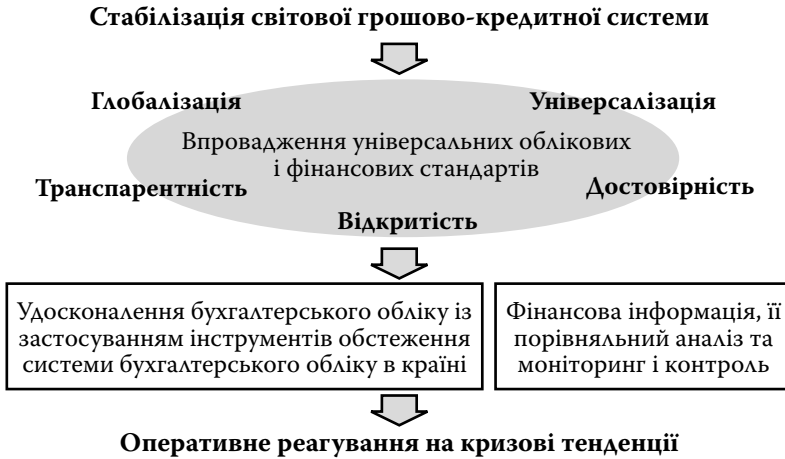 Стабілізація світової грошово-кредитної системи
Глобалізація
Універсалізація
Впровадження універсальних облікових
і фінансових стандартів
Транспарентність
Достовірність
Відкритість
Удосконалення бухгалтерського обліку із
застосуванням інструментів обстеження
системи бухгалтерського обліку в країні
Фінансова інформація, її
порівняльний аналіз та
моніторинг і контроль
Оперативне реагування на кризові тенденції